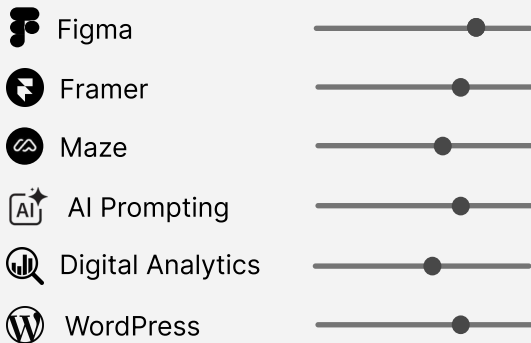 Figma
Framer
Maze
AI Prompting
Digital Analytics
WordPress